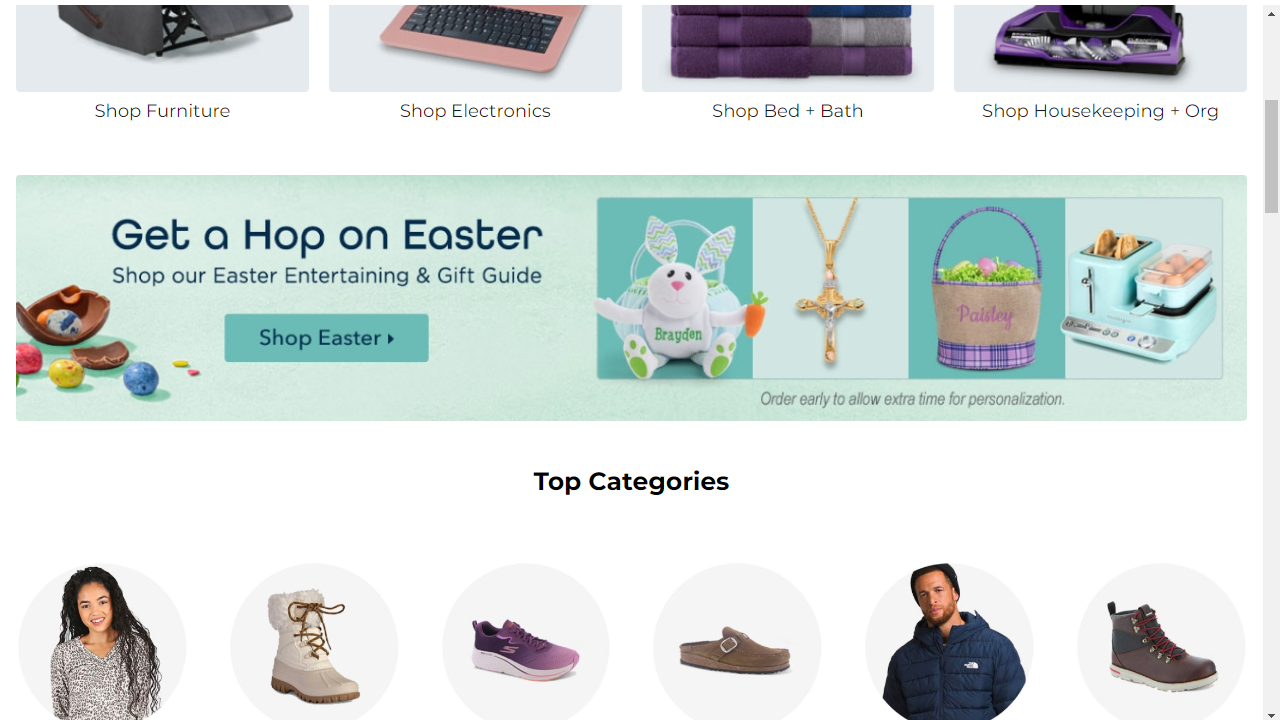 Shop Furniture
Shop Electronics
Shop Bed + Bath
Shop Housekeeping + Org
Get a Hop on Easter
Shop our Easter Entertaining & Gift Guide
Shop Easter
Brayden
Paisley
Order early to allow extra time for personalization.
Top Categories